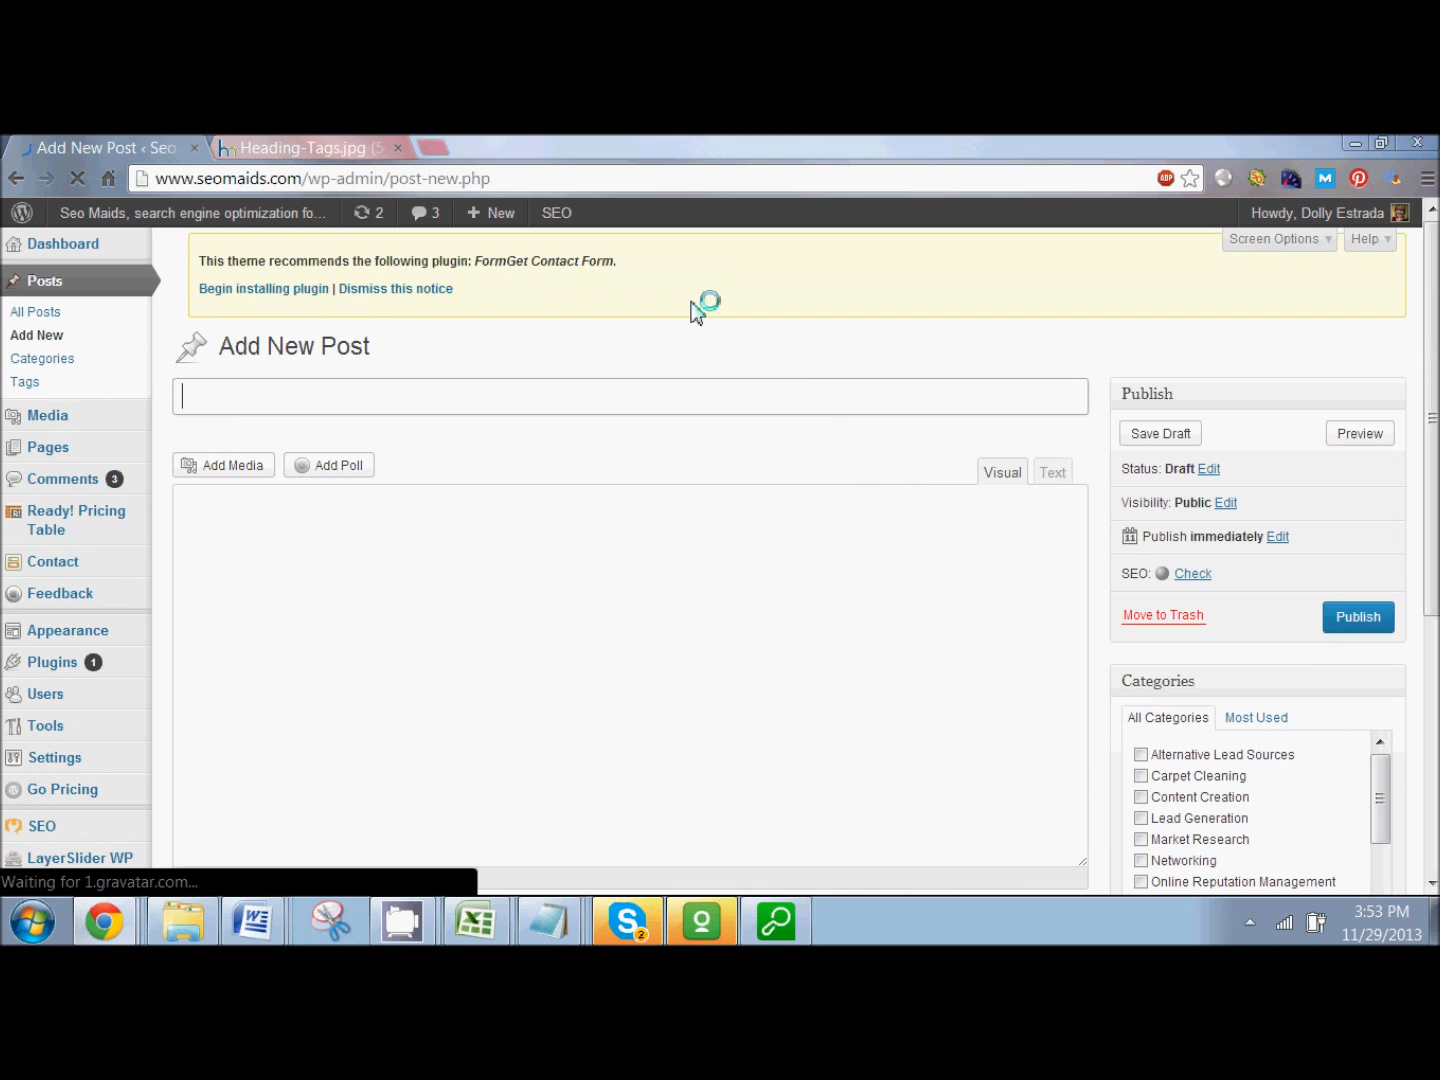 Add New Post ‹ Seo
Heading-Tags.jpg (5
www.seomaids.com/wp-admin/post-new.php
ABP
M
Seo Maids, search engine optimization fo...
2
3
+ New
SEO
Howdy, Dolly Estrada
Screen Options
Help
This theme recommends the following plugin: FormGet Contact Form.
Begin installing plugin | Dismiss this notice
Dashboard
Posts
All Posts
Add New
Categories
Tags
Media
Pages
Comments 3
Ready! Pricing
Table
Contact
Feedback
Appearance
Plugins 1
Users
Tools
Settings
Go Pricing
SEO
LayerSlider WP
Add New Post
Add Media
Add Poll
Visual
Text
Publish
Save Draft
Preview
Status: Draft Edit
Visibility: Public Edit
Publish immediately Edit
SEO: Check
Move to Trash
Publish
Categories
All Categories
Most Used
Alternative Lead Sources
Carpet Cleaning
Content Creation
Lead Generation
Market Research
Networking
Online Reputation Management
Waiting for 1.gravatar.com...
2
3:53 PM
11/29/2013